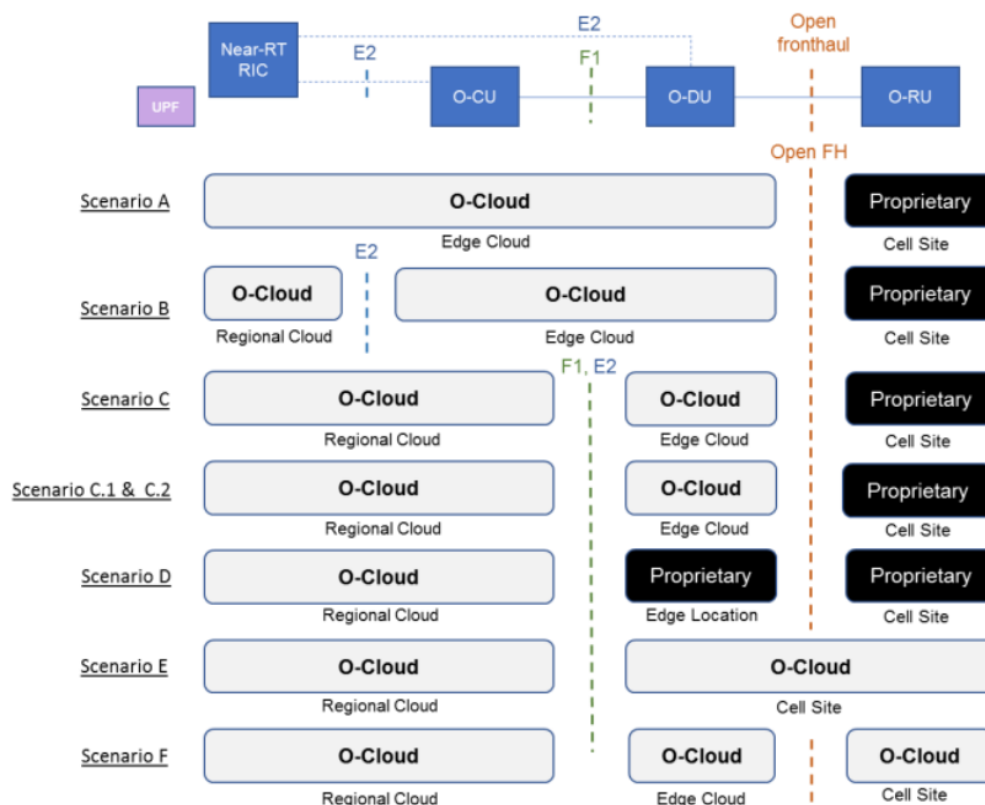 E2
Open
fronthaul
Near-RT
RIC
E2
F1
UPF
O-CU
O-DU
O-RU
Open FH
Scenario A
O-Cloud
Proprietary
Edge Cloud
Cell Site
E2
Scenario B
O-Cloud
O-Cloud
Proprietary
Regional Cloud
Edge Cloud
Cell Site
F1, E2
Scenario C
O-Cloud
O-Cloud
Proprietary
Regional Cloud
Edge Cloud
Cell Site
Scenario C.1 & C.2
O-Cloud
O-Cloud
Proprietary
Regional Cloud
Edge Cloud
Cell Site
Scenario D
O-Cloud
Proprietary
Proprietary
Regional Cloud
Edge Location
Cell Site
Scenario E
O-Cloud
O-Cloud
Regional Cloud
Cell Site
Scenario F
O-Cloud
O-Cloud
O-Cloud
Regional Cloud
Edge Cloud
Cell Site